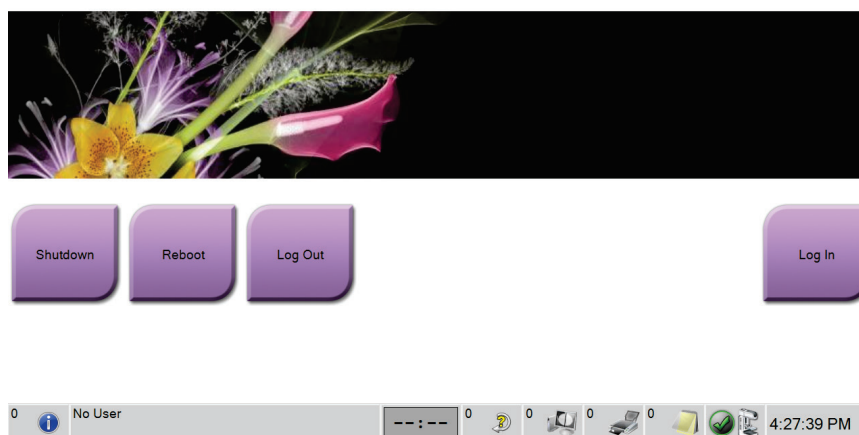 Shutdown
Reboot
Log Out
Log In
0
No User
--:--
0
0
0
0
4:27:39 PM